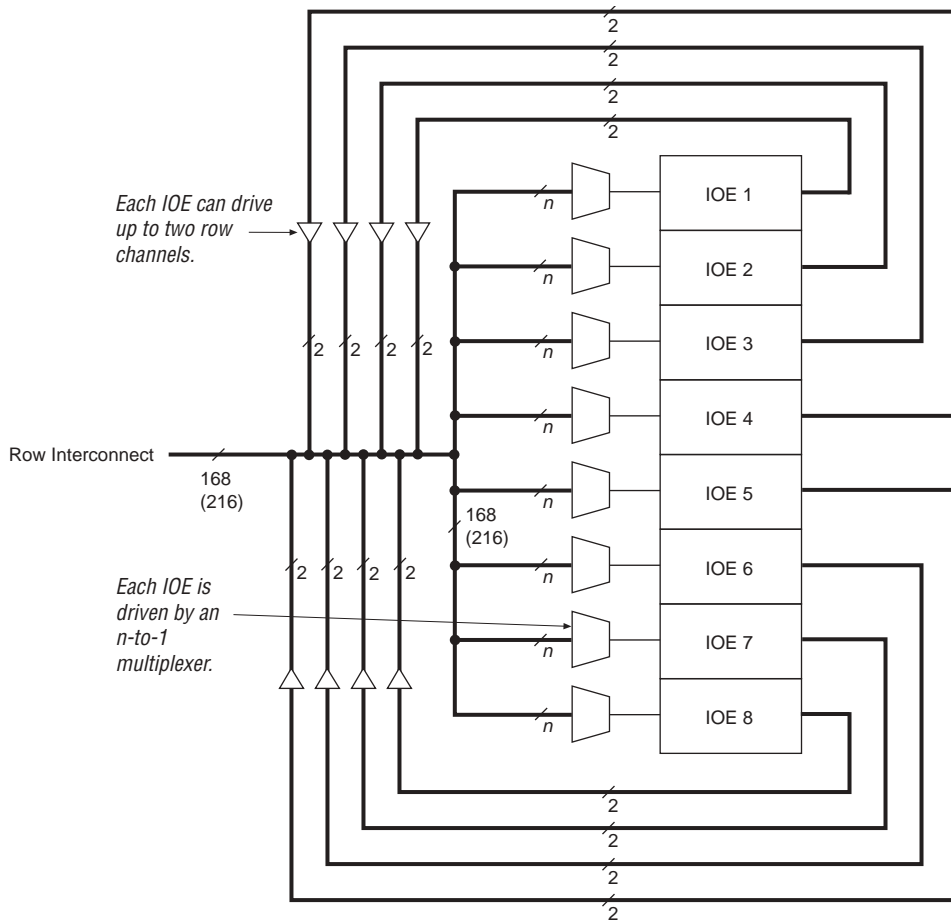 2
2
2
2
Each IOE can drive
up to two row
channels.
n
IOE 1
n
IOE 2
2
2
2
2
n
IOE 3
n
IOE 4
Row Interconnect
168
(216)
n
IOE 5
168
(216)
2
2
2
2
n
IOE 6
Each IOE is
driven by an
n-to-1
multiplexer.
n
IOE 7
n
IOE 8
2
2
2
2